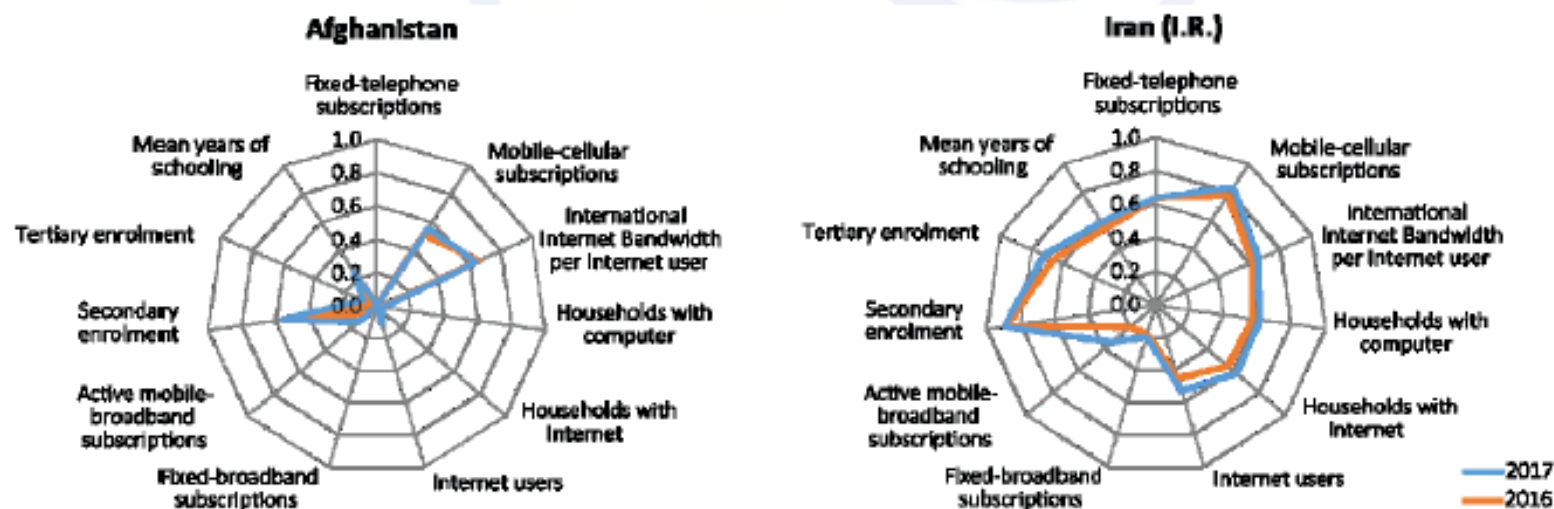 Afghanistan
Fixed-telephone
subscriptions
Mean years of
schooling
Mobile-cellular
subscriptions
International
Internet Bandwidth
per Internet user
Tertiary enrolment
Households with
computer
Secondary
enrolment
Households with
Internet
Active mobile-
broadband
subscriptions
Fixed-broadband
subscriptions
Internet users
1.0
0.8
0.6
0.4
0.2
0.0
Iran (I.R.)
Fixed-telephone
subscriptions
Mean years of
schooling
Mobile-cellular
subscriptions
International
Internet Bandwidth
per Internet user
Tertiary enrolment
Households with
computer
Secondary
enrolment
Households with
Internet
Active mobile-
broadband
subscriptions
Fixed-broadband
subscriptions
Internet users
1.0
0.8
0.6
0.4
0.2
0.0
2017
2016